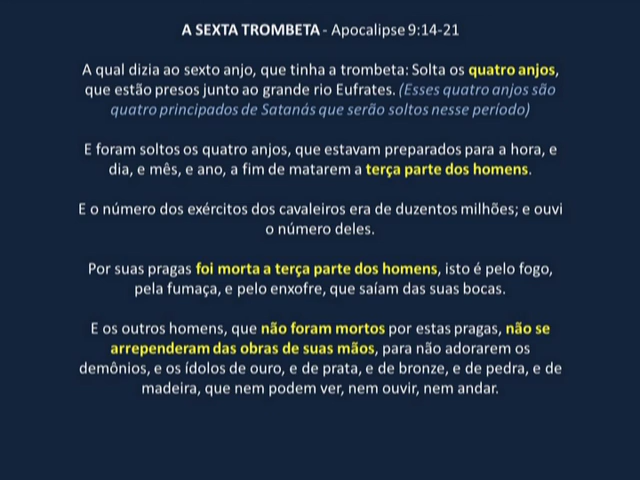 A SEXTA TROMBETA - Apocalipse 9:14-21
A qual dizia ao sexto anjo, que tinha a trombeta: Solta os quatro anjos,
que estão presos junto ao grande rio Eufrates. (Esses quatro anjos são
quatro principados de Satanás que serão soltos nesse período)
E foram soltos os quatro anjos, que estavam preparados para a hora, e
dia, e mês, e ano, a fim de matarem a terça parte dos homens.
E o número dos exércitos dos cavaleiros era de duzentos milhões; e ouvi
o número deles.
Por suas pragas foi morta a terça parte dos homens, isto é pelo fogo,
pela fumaça, e pelo enxofre, que saíam das suas bocas.
E os outros homens, que não foram mortos por estas pragas, não se
arrependeram das obras de suas mãos, para não adorarem os
demônios, e os ídolos de ouro, e de prata, e de bronze, e de pedra, e de
madeira, que nem podem ver, nem ouvir, nem andar.